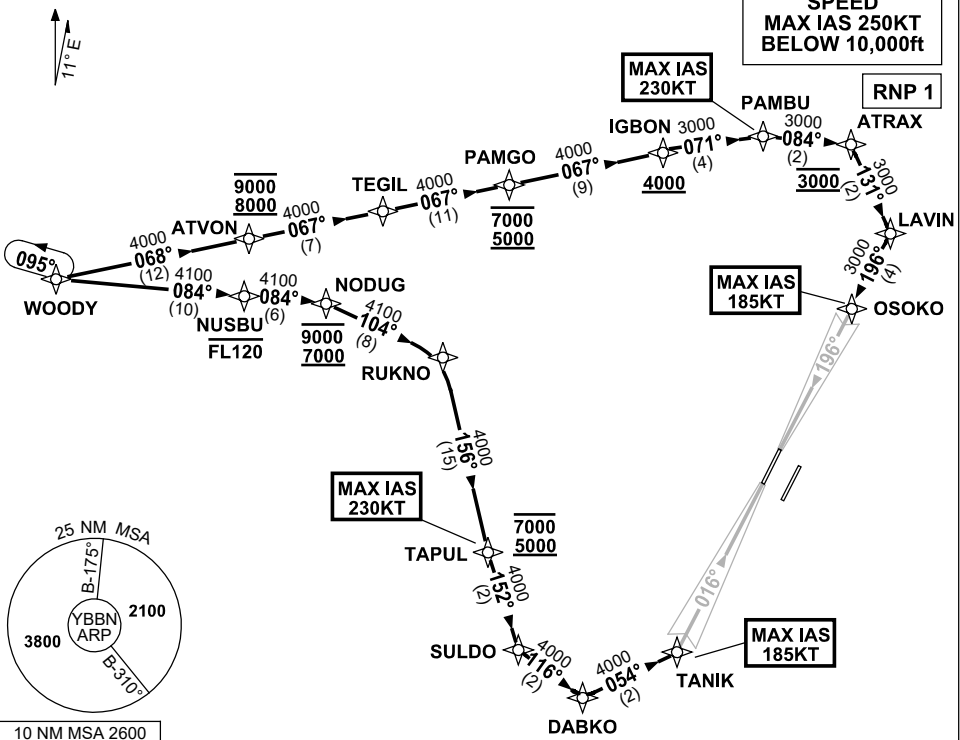 SPEED
MAX IAS 250KT
BELOW 10,000ft
11° E
RNP 1
MAX IAS
230KT
PAMBU
ATRAX
IGBON
3000
084°
(2)
3000
3000
071°
(4)
4000
3000
131°
(2)
LAVIN
PAMGO
4000
067°
(9)
7000
5000
TEGIL
4000
067°
(11)
9000
8000
ATVON
4000
067°
(7)
4000
068°
(12)
095°
WOODY
4100
084°
(10)
NUSBU
FL120
4100
084°
(6)
NODUG
9000
7000
4100
104°
(8)
RUKNO
3000
196°
(4)
MAX IAS
185KT
OSOKO
196°
4000
156°
(15)
MAX IAS
230KT
TAPUL
7000
5000
4000
152°
(2)
SULDO
4000
116°
(2)
DABKO
4000
054°
(2)
TANIK
MAX IAS
185KT
016°
25 NM MSA
B-175°
YBBN
ARP
2100
3800
B-310°
10 NM MSA 2600